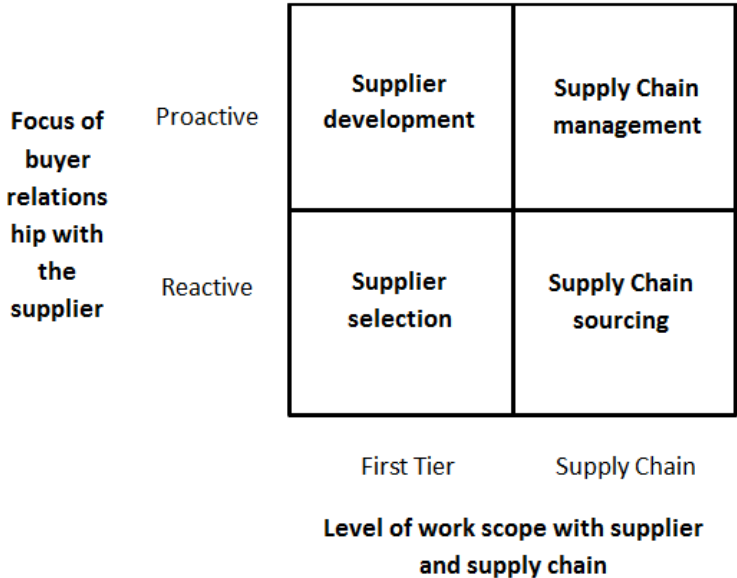 Focus of
buyer
relations
hip with
the
supplier
Proactive
Reactive
Supplier
development
Supply Chain
management
Supplier
selection
Supply Chain
sourcing
First Tier
Supply Chain
Level of work scope with supplier
and supply chain